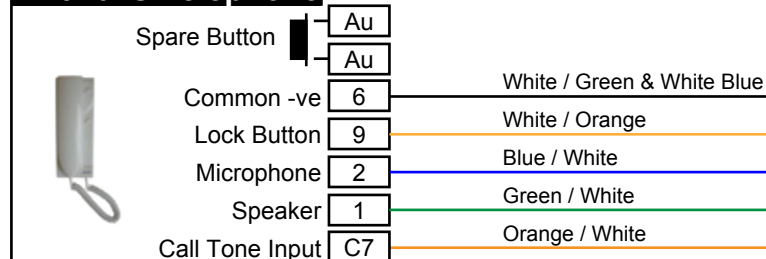 Spare Button Au
Au
Common -ve 6 White / Green & White Blue
Lock Button 9 White / Orange
Microphone 2 Blue / White
Speaker 1 Green / White
Call Tone Input C7 Orange / White